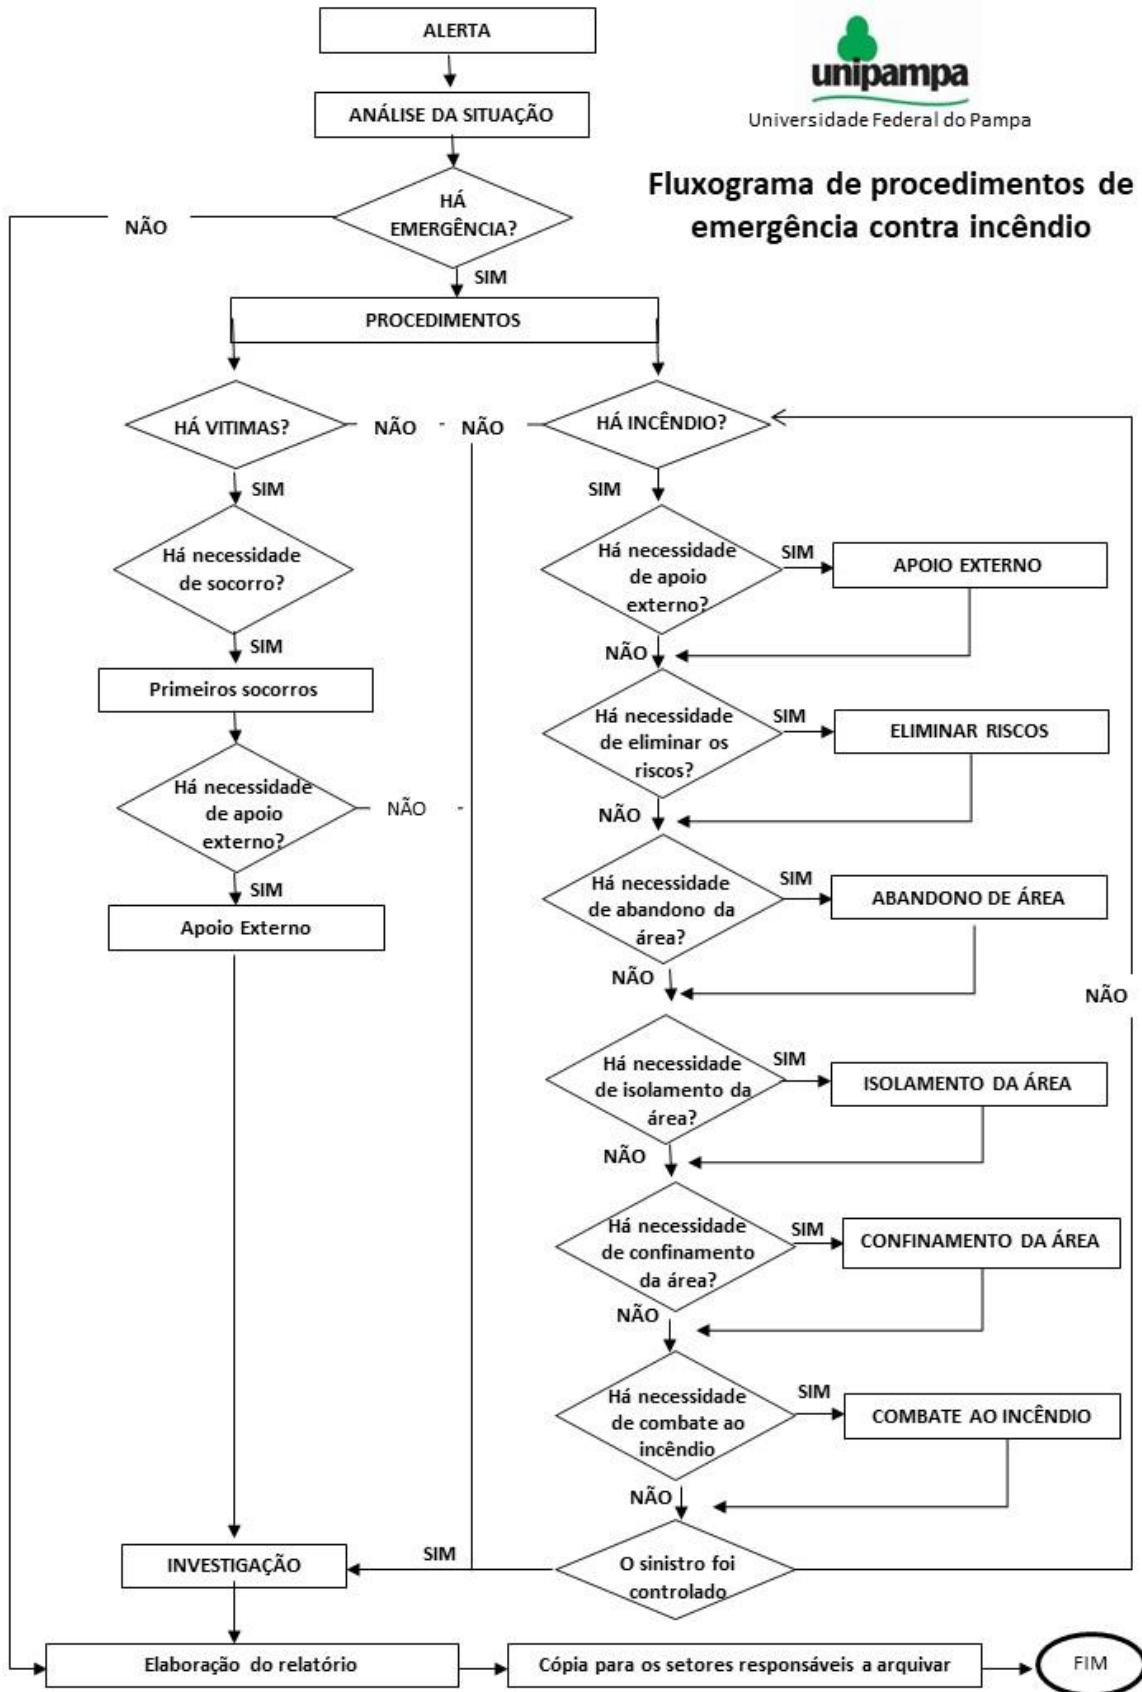 ALERTA
unipampa
Universidade Federal do Pampa
ANÁLISE DA SITUAÇÃO
Fluxograma de procedimentos de
emergência contra incêndio
HÁ
EMERGÊNCIA?
NÃO
SIM
PROCEDIMENTOS
HÁ VITIMAS?
NÃO
NÃO
HÁ INCÊNDIO?
SIM
SIM
Há necessidade
de socorro?
Há necessidade
de apoio
externo?
SIM
APOIO EXTERNO
SIM
NÃO
Primeiros socorros
Há necessidade
de eliminar os
riscos?
SIM
ELIMINAR RISCOS
Há necessidade
de apoio
externo?
NÃO
NÃO
SIM
Apoio Externo
Há necessidade
de abandono da
área?
SIM
ABANDONO DE ÁREA
NÃO
NÃO
Há necessidade
de isolamento da
área?
SIM
ISOLAMENTO DA ÁREA
NÃO
Há necessidade
de confinamento
da área?
SIM
CONFINAMENTO DA ÁREA
NÃO
Há necessidade
de combate ao
incêndio
SIM
COMBATE AO INCÊNDIO
NÃO
INVESTIGAÇÃO
SIM
O sinistro foi
controlado
Elaboração do relatório
Cópia para os setores responsáveis a arquivar
FIM